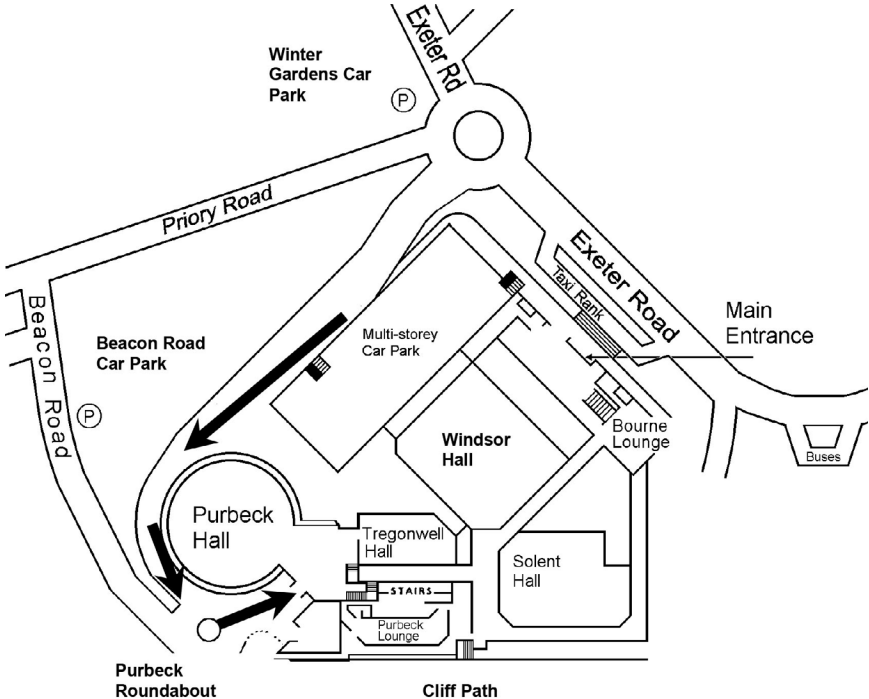 Exeter Rd
Winter
Gardens Car
Park
P
Priory Road
Exeter Road
Taxi Rank
Main
Entrance
Beacon Road
Beacon Road
Car Park
P
Multi-storey
Car Park
Windsor
Hall
Bourne
Lounge
Buses
Purbeck
Hall
Tregonwell
Hall
Solent
Hall
STAIRS
Purbeck
Lounge
Purbeck
Roundabout
Cliff Path